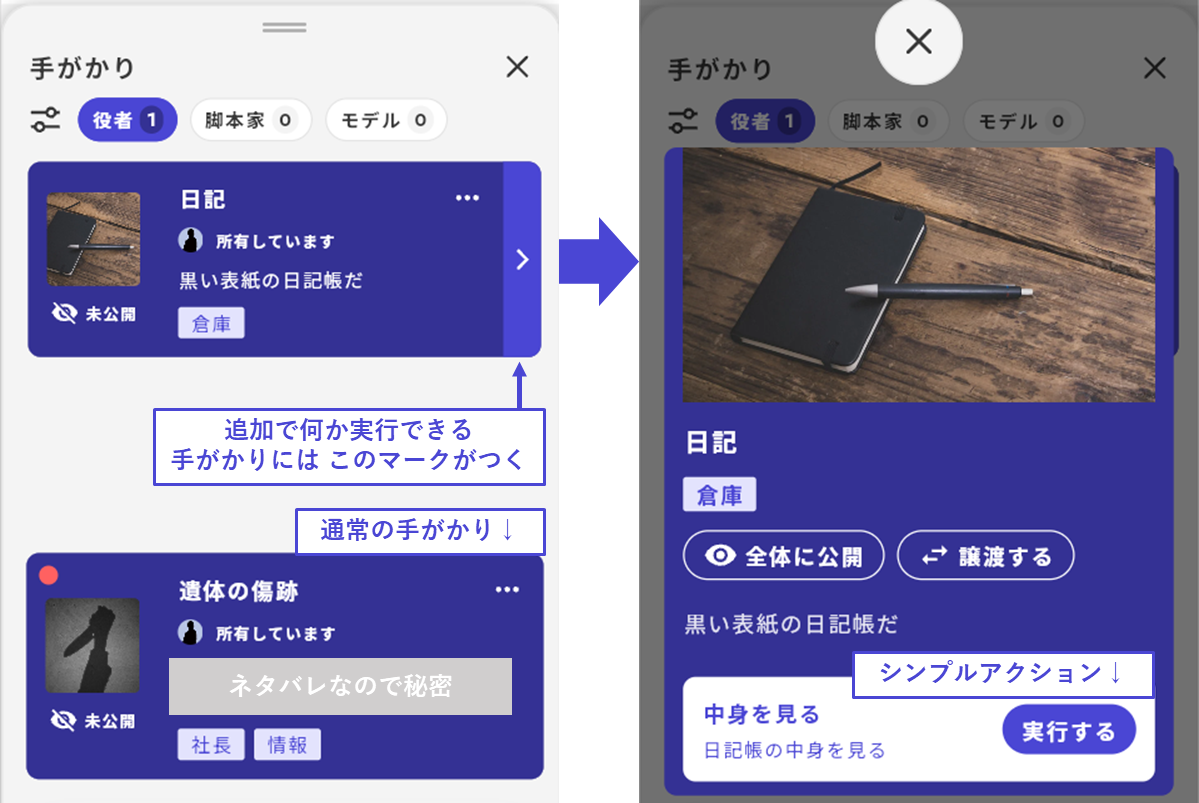 手がかり
役者 1
脚本家 0
モデル 0
日記
所有しています
黒い表紙の日記帳だ
未公開
倉庫
追加で何か実行できる
手がかりには このマークがつく
通常の手がかり↓
遺体の傷跡
所有しています
ネタバレなので秘密
未公開
社長
情報
手がかり
役者 1
脚本家 0
モデル 0
日記
倉庫
全体に公開
譲渡する
黒い表紙の日記帳だ
シンプルアクション↓
中身を見る
日記帳の中身を見る
実行する